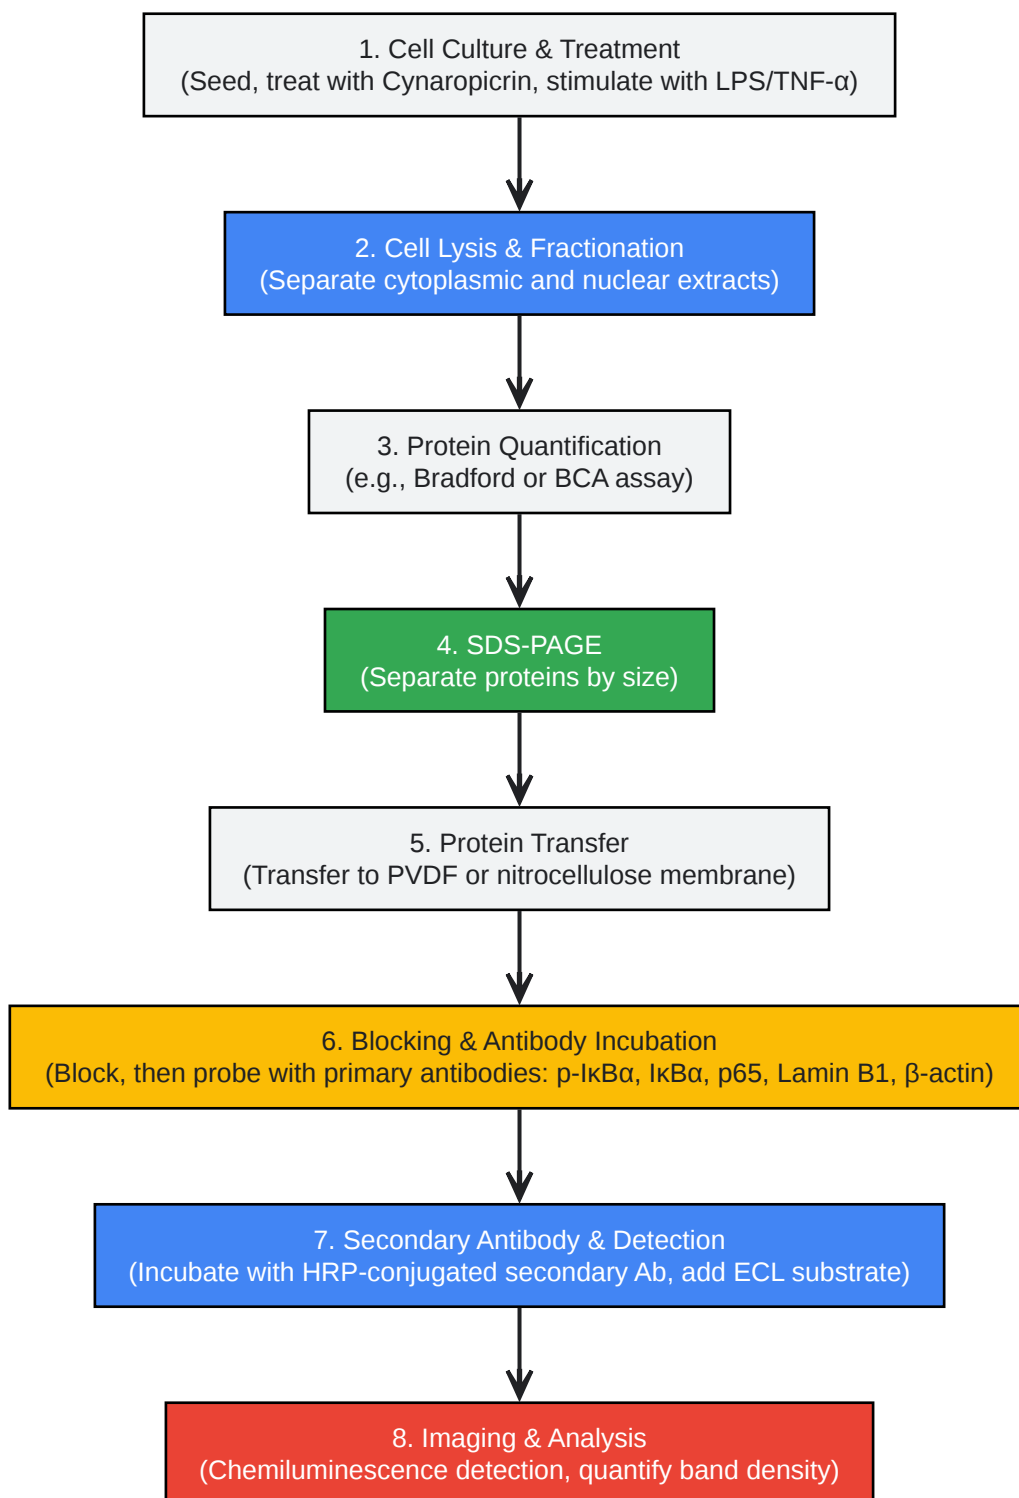 1. Cell Culture & Treatment
(Seed, treat with Cynaropicrin, stimulate with LPS/TNF-α)
2. Cell Lysis & Fractionation
(Separate cytoplasmic and nuclear extracts)
3. Protein Quantification
(e.g., Bradford or BCA assay)
4. SDS-PAGE
(Separate proteins by size)
5. Protein Transfer
(Transfer to PVDF or nitrocellulose membrane)
6. Blocking & Antibody Incubation
(Block, then probe with primary antibodies: p-IκBα, IκBα, p65, Lamin B1, β-actin)
7. Secondary Antibody & Detection
(Incubate with HRP-conjugated secondary Ab, add ECL substrate)
8. Imaging & Analysis
(Chemiluminescence detection, quantify band density)